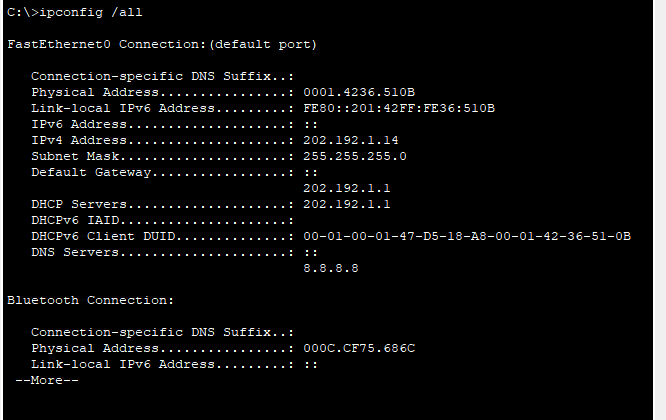 C:\>ipconfig /all
FastEthernet0 Connection:(default port)
Connection-specific DNS Suffix..:
Physical Address................: 0001.4236.510B
Link-local IPv6 Address.........: FE80::201:42FF:FE36:510B
IPv6 Address....................: ::
IPv4 Address....................: 202.192.1.14
Subnet Mask.....................: 255.255.255.0
Default Gateway.................: ::
202.192.1.1
DHCP Servers....................: 202.192.1.1
DHCPv6 IAID.....................:
DHCPv6 Client DUID..............: 00-01-00-01-47-D5-18-A8-00-01-42-36-51-0B
DNS Servers.....................: ::
8.8.8.8
Bluetooth Connection:
Connection-specific DNS Suffix..:
Physical Address................: 000C.CF75.686C
Link-local IPv6 Address.........: ::
--More--